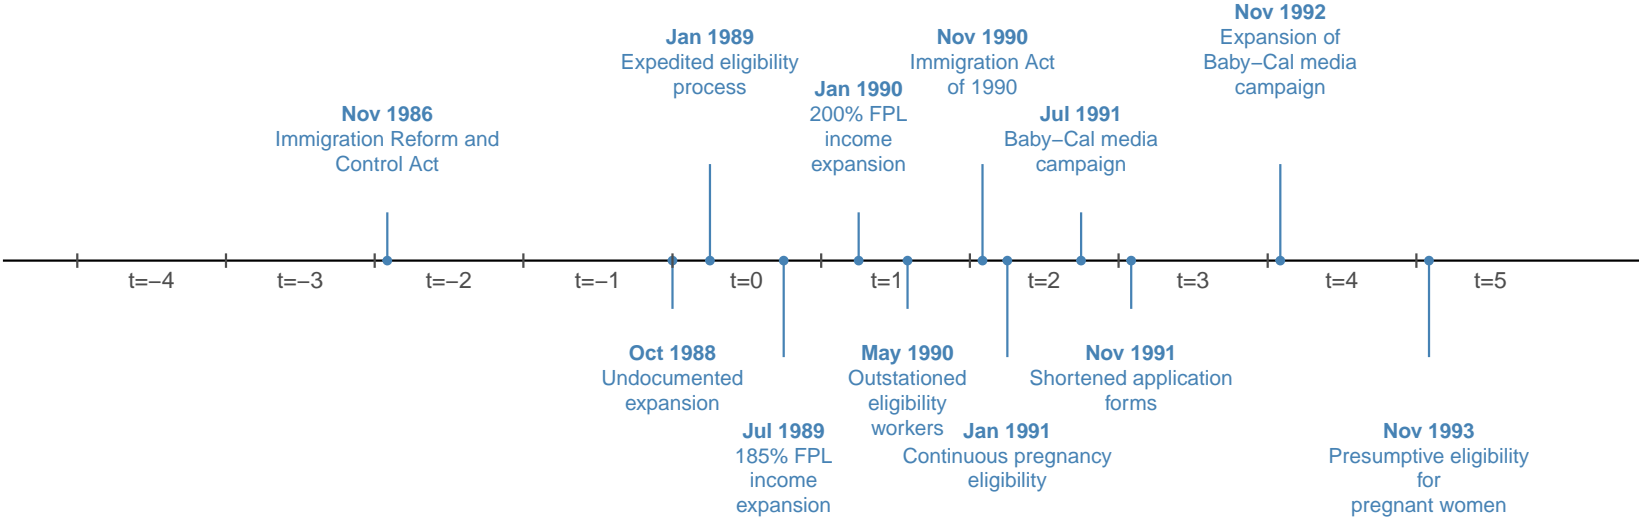 Nov 1986
Immigration Reform and
Control Act
Jan 1989
Expedited eligibility
process
Jan 1990
200% FPL
income
expansion
Nov 1990
Immigration Act
of 1990
Jul 1991
Baby−Cal media
campaign
Nov 1992
Expansion of
Baby−Cal media
campaign
t=−4
t=−3
t=−2
t=−1
t=0
t=1
t=2
t=3
t=4
t=5
Oct 1988
Undocumented
expansion
Jul 1989
185% FPL
income
expansion
May 1990
Outstationed
eligibility
workers
Jan 1991
Continuous pregnancy
eligibility
Nov 1991
Shortened application
forms
Nov 1993
Presumptive eligibility
for
pregnant women